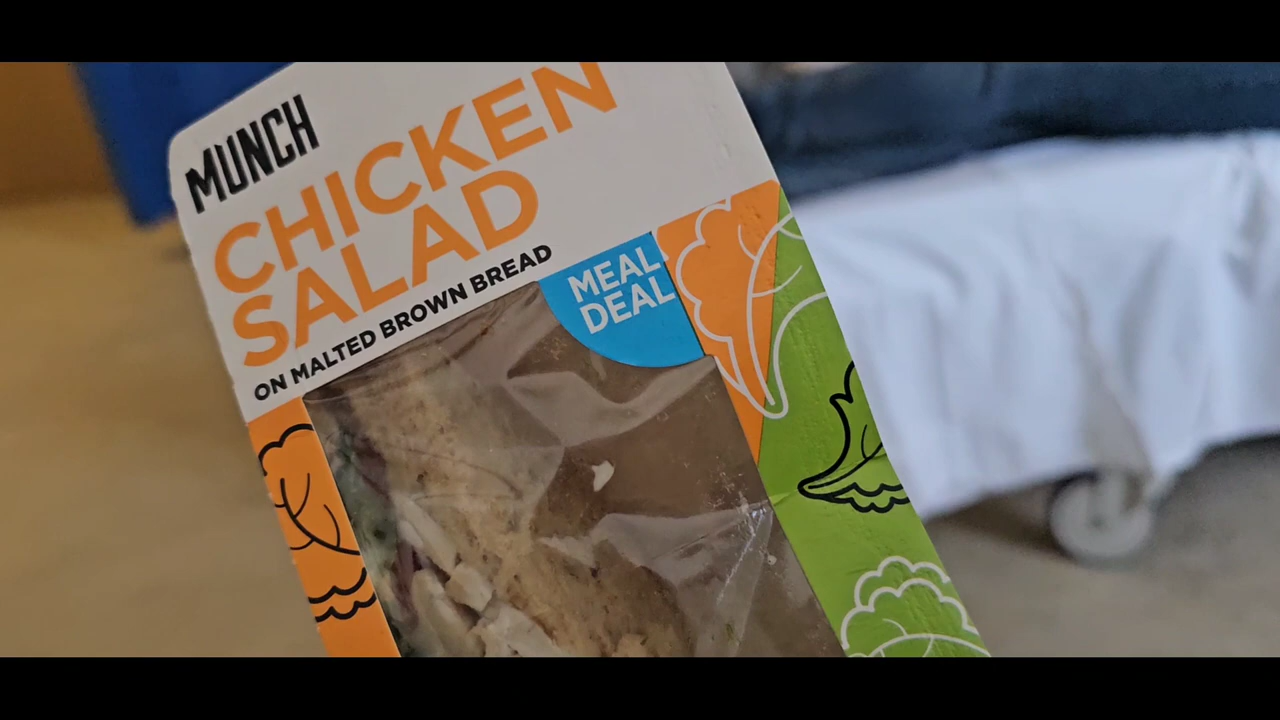 MUNCH
CHICKEN
SALAD
ON MALTED BROWN BREAD
MEAL
DEAL